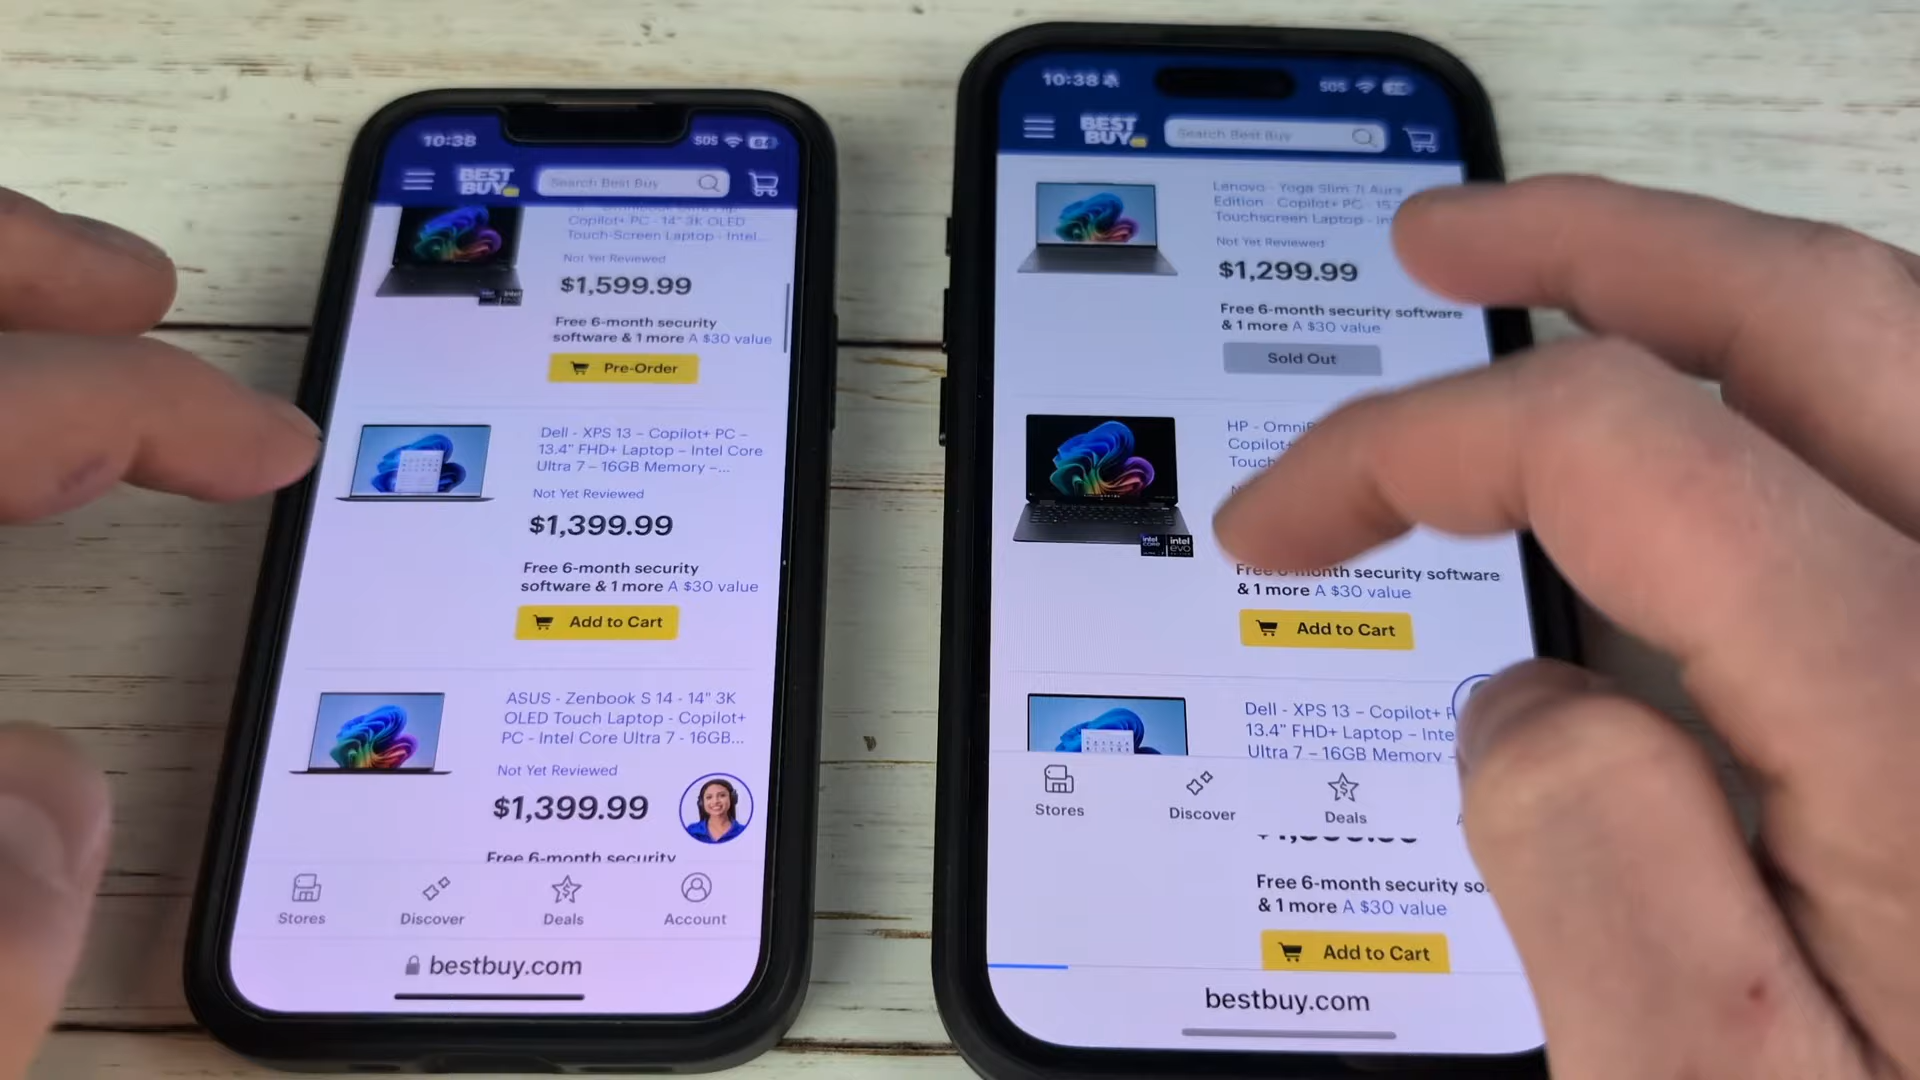 10:38
SOS
64
BEST
BUY
Search Best Buy
Copilot+ PC - 14" 3K OLED
Touch-Screen Laptop - Intel...
Not Yet Reviewed
$1,599.99
Free 6-month security
software & 1 more A $30 value
Pre-Order
Dell - XPS 13 – Copilot+ PC –
13.4" FHD+ Laptop – Intel Core
Ultra 7 – 16GB Memory –...
Not Yet Reviewed
$1,399.99
Free 6-month security
software & 1 more A $30 value
Add to Cart
ASUS - Zenbook S 14 - 14" 3K
OLED Touch Laptop - Copilot+
PC - Intel Core Ultra 7 - 16GB...
Not Yet Reviewed
$1,399.99
Free 6-month security
Stores
Discover
Deals
Account
bestbuy.com
10:38
SOS
BEST
BUY
Search Best Buy
Lenovo - Yoga Slim 7i Aura
Edition - Copilot+ PC - 15.
Touchscreen Laptop -
Not Yet Reviewed
$1,299.99
Free 6-month security software
& 1 more A $30 value
Sold Out
HP -
Copilot+
Touch
intel
CORE
intel
evo
Free 6-month security software
& 1 more A $30 value
Add to Cart
Dell - XPS 13 – Copilot+
13.4" FHD+ Laptop –
Ultra 7 – 16GB Memory –
Stores
Discover
Deals
Free 6-month security
& 1 more A $30 value
Add to Cart
bestbuy.com